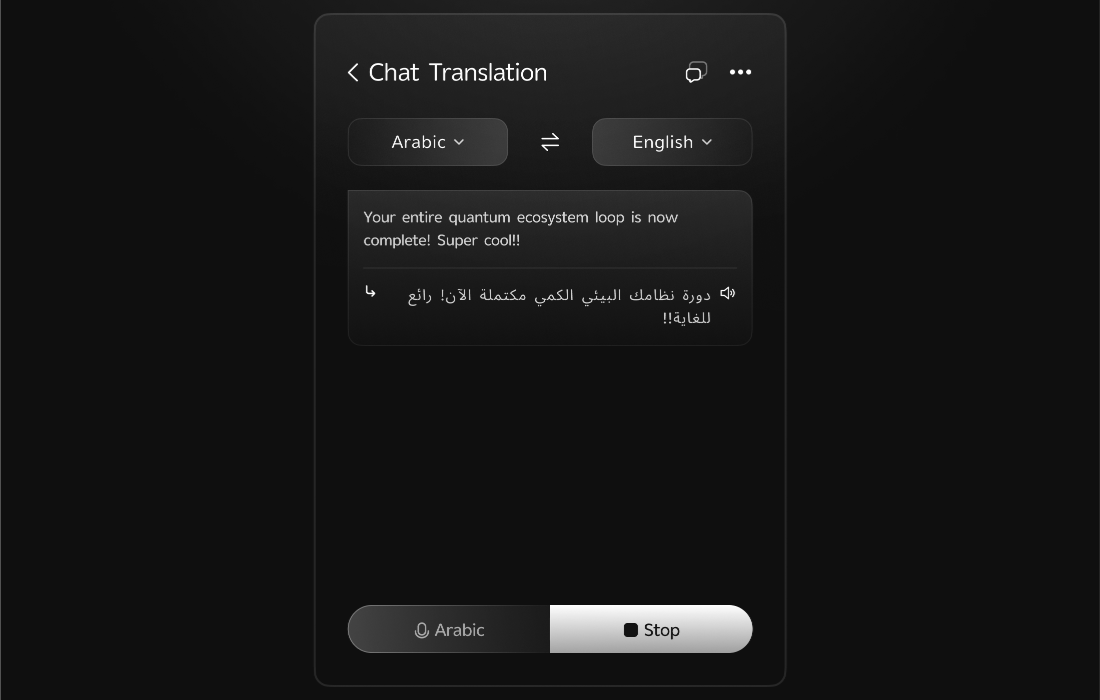 Chat Translation
Arabic
English
Your entire quantum ecosystem loop is now
complete! Super cool!!
دورة نظامك البيئي الكمي مكتملة الآن! رائع
للغاية!!
Arabic
Stop